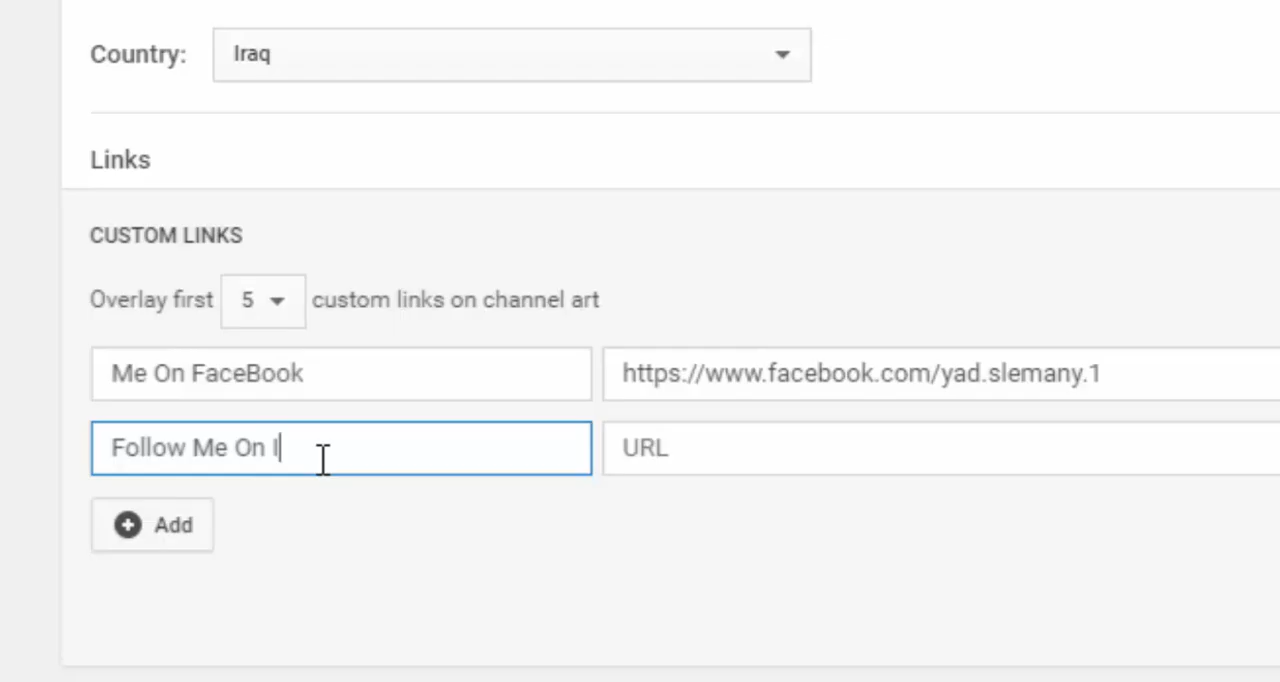 Country: Iraq
Links
CUSTOM LINKS
Overlay first 5 custom links on channel art
Me On FaceBook https://www.facebook.com/yad.slemany.1
Follow Me On I URL
Add